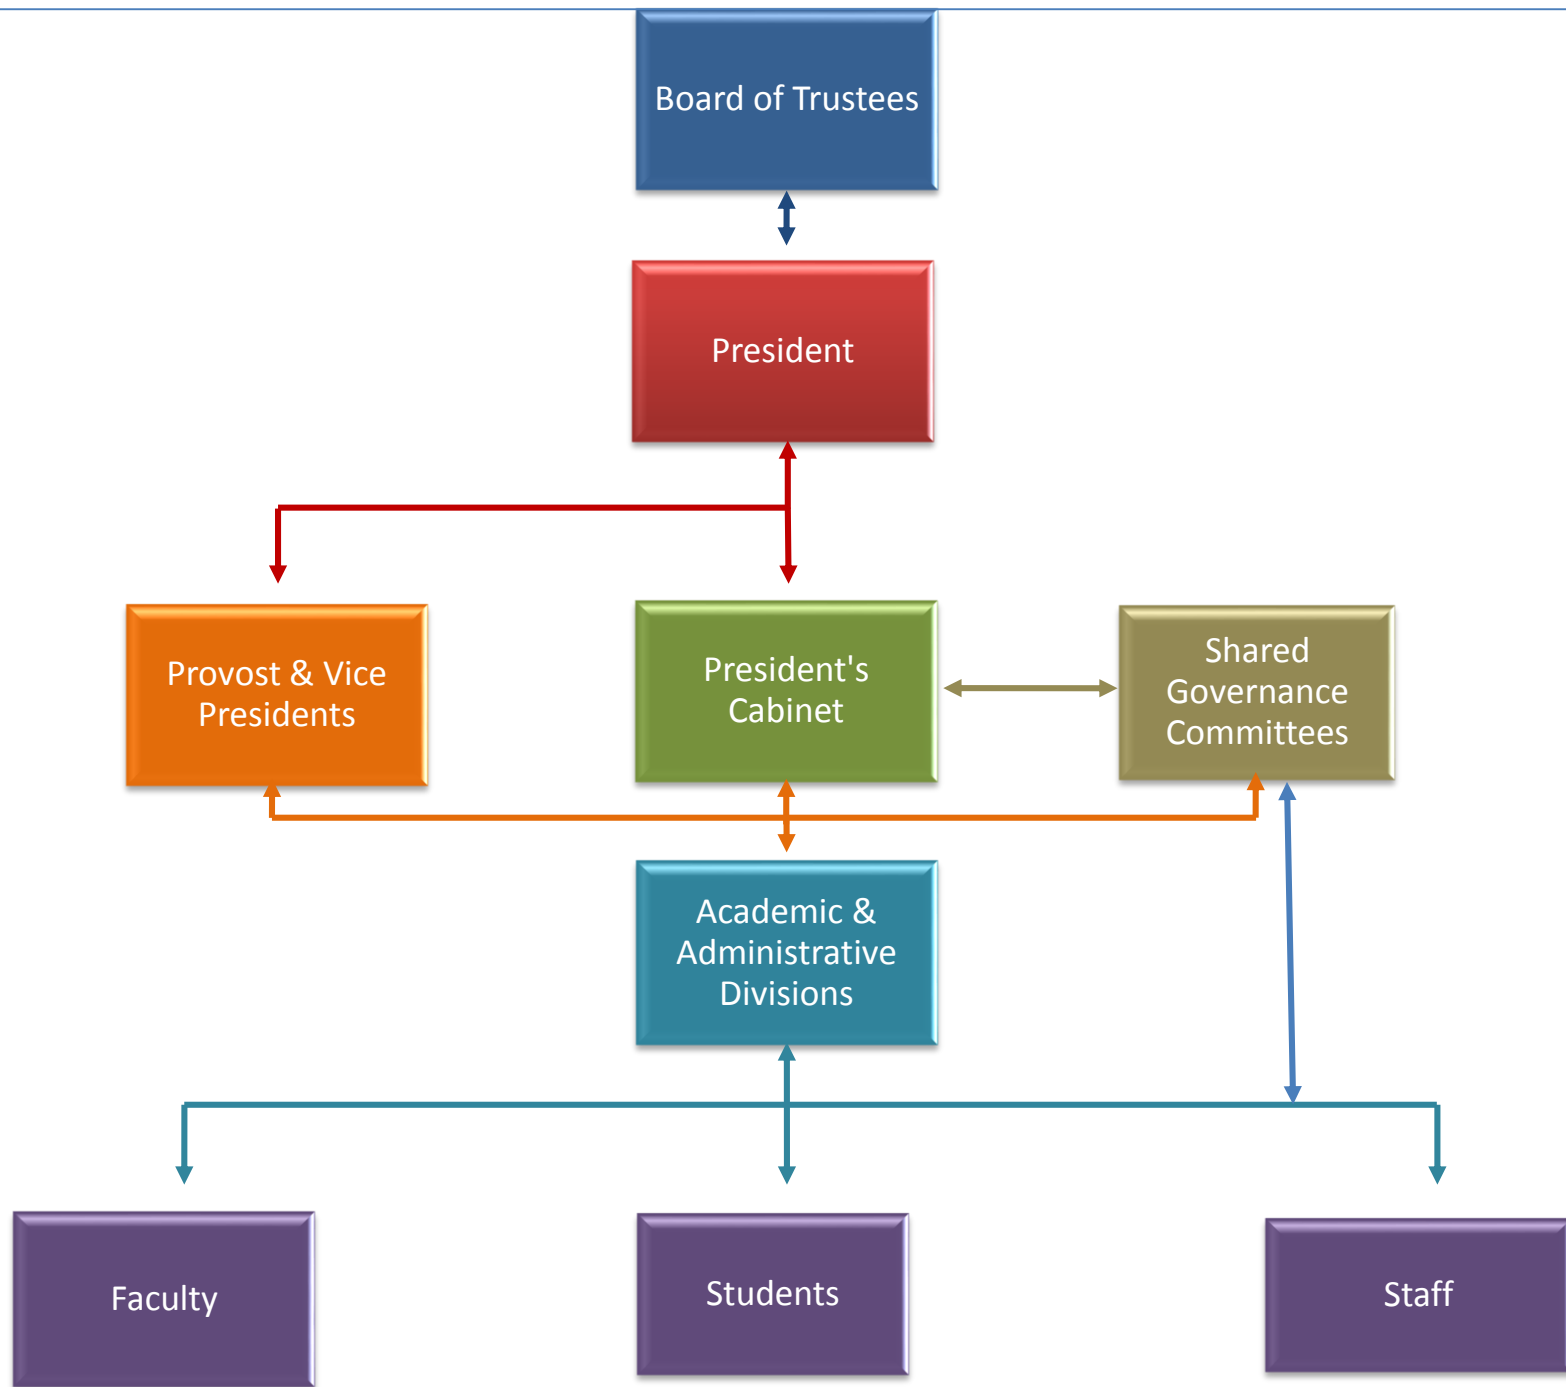 Board of Trustees
President
Provost & Vice
Presidents
President's
Cabinet
Shared
Governance
Committees
Academic &
Administrative
Divisions
Faculty
Students
Staff